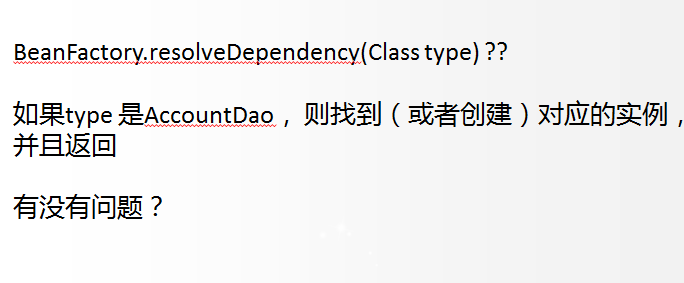 BeanFactory.resolveDependency(Class type) ??
如果type 是AccountDao， 则找到（或者创建）对应的实例，
并且返回
有没有问题？